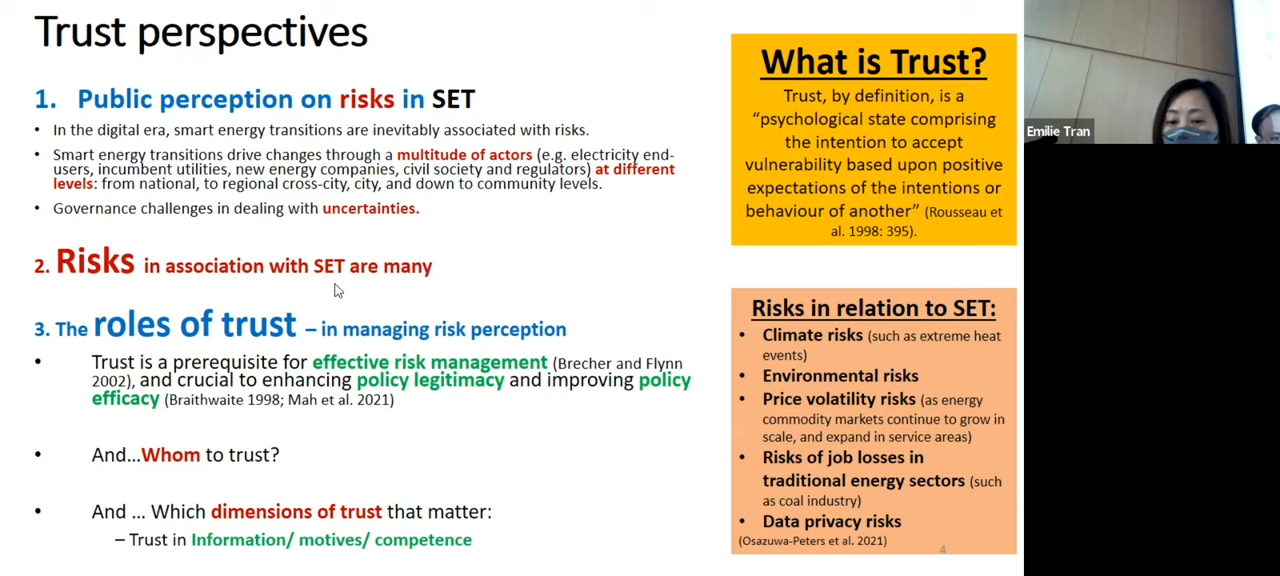 Trust perspectives
1. Public perception on risks in SET
• In the digital era, smart energy transitions are inevitably associated with risks.
• Smart energy transitions drive changes through a multitude of actors (e.g. electricity end-
users, incumbent utilities, new energy companies, civil society and regulators) at different
levels: from national, to regional cross-city, city, and down to community levels.
• Governance challenges in dealing with uncertainties.
2. Risks in association with SET are many
3. The roles of trust – in managing risk perception
• Trust is a prerequisite for effective risk management (Brecher and Flynn
2002), and crucial to enhancing policy legitimacy and improving policy
efficacy (Braithwaite 1998; Mah et al. 2021)
• And...Whom to trust?
• And ... Which dimensions of trust that matter:
– Trust in Information/ motives/ competence
What is Trust?
Trust, by definition, is a
“psychological state comprising
the intention to accept
vulnerability based upon positive
expectations of the intentions or
behaviour of another” (Rousseau et
al. 1998: 395).
Risks in relation to SET:
• Climate risks (such as extreme heat
events)
• Environmental risks
• Price volatility risks (as energy
commodity markets continue to grow in
scale, and expand in service areas)
• Risks of job losses in
traditional energy sectors (such
as coal industry)
• Data privacy risks
(Osazuwa-Peters et al. 2021)
4
Emilie Tran